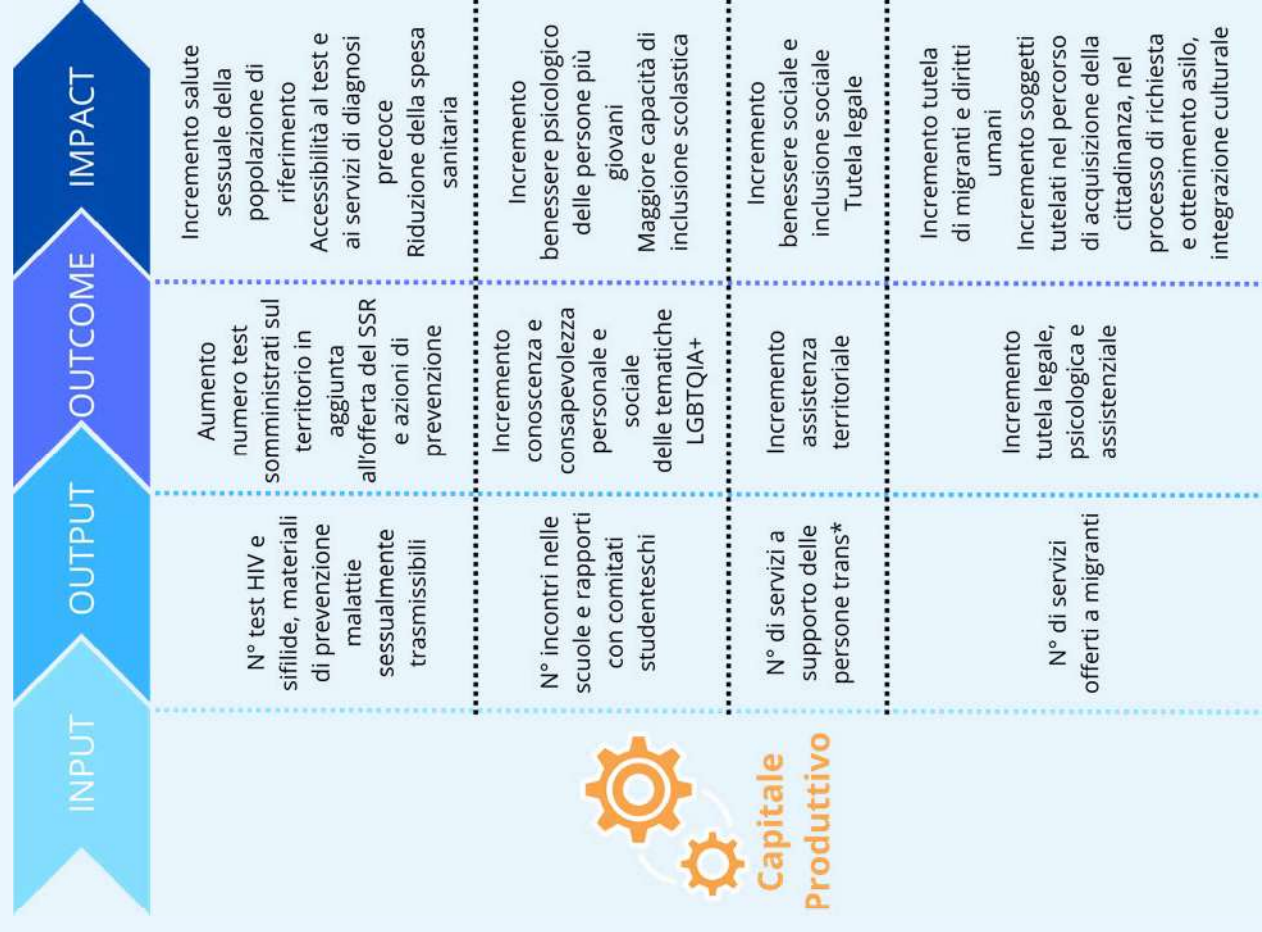 INPUT
OUTPUT
OUTCOME
IMPACT
Capitale
Produttivo
N° test HIV e
sifilide, materiali
di prevenzione
malattie
sessualmente
trasmissibili
Aumento
numero test
somministrati sul
territorio in
aggiunta
all'offerta del SSR
e azioni di
prevenzione
Incremento salute
sessuale della
popolazione di
riferimento
Accessibilità al test e
ai servizi di diagnosi
precoce
Riduzione della spesa
sanitaria
N° incontri nelle
scuole e rapporti
con comitati
studenteschi
Incremento
conoscenza e
consapevolezza
personale e
sociale
delle tematiche
LGBTQIA+
Incremento
benessere psicologico
delle persone più
giovani
Maggiore capacità di
inclusione scolastica
N° di servizi a
supporto delle
persone trans*
Incremento
assistenza
territoriale
Incremento
benessere sociale e
inclusione sociale
Tutela legale
N° di servizi
offerti a migranti
Incremento
tutela legale,
psicologica e
assistenziale
Incremento tutela
di migranti e diritti
umani
Incremento soggetti
tutelati nel percorso
di acquisizione della
cittadinanza, nel
processo di richiesta
e ottenimento asilo,
integrazione culturale